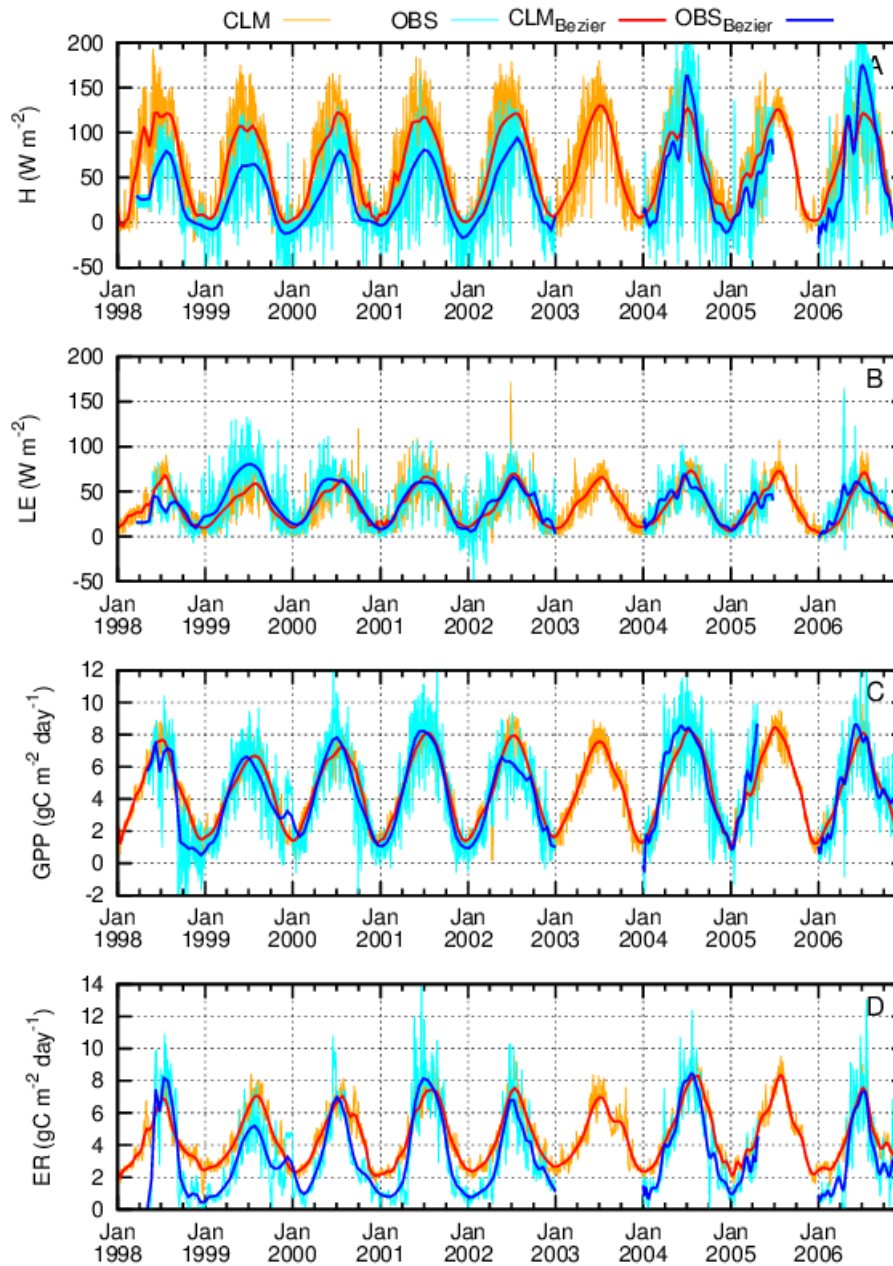 CLM OBS CLM_Bezier OBS_Bezier
A
H (W m⁻²)
200
150
100
50
0
-50
Jan Jan Jan Jan Jan Jan Jan Jan Jan
1998 1999 2000 2001 2002 2003 2004 2005 2006
B
LE (W m⁻²)
200
150
100
50
0
-50
Jan Jan Jan Jan Jan Jan Jan Jan Jan
1998 1999 2000 2001 2002 2003 2004 2005 2006
C
GPP (gC m⁻² day⁻¹)
12
10
8
6
4
2
0
-2
Jan Jan Jan Jan Jan Jan Jan Jan Jan
1998 1999 2000 2001 2002 2003 2004 2005 2006
D
ER (gC m⁻² day⁻¹)
14
12
10
8
6
4
2
0
Jan Jan Jan Jan Jan Jan Jan Jan Jan
1998 1999 2000 2001 2002 2003 2004 2005 2006